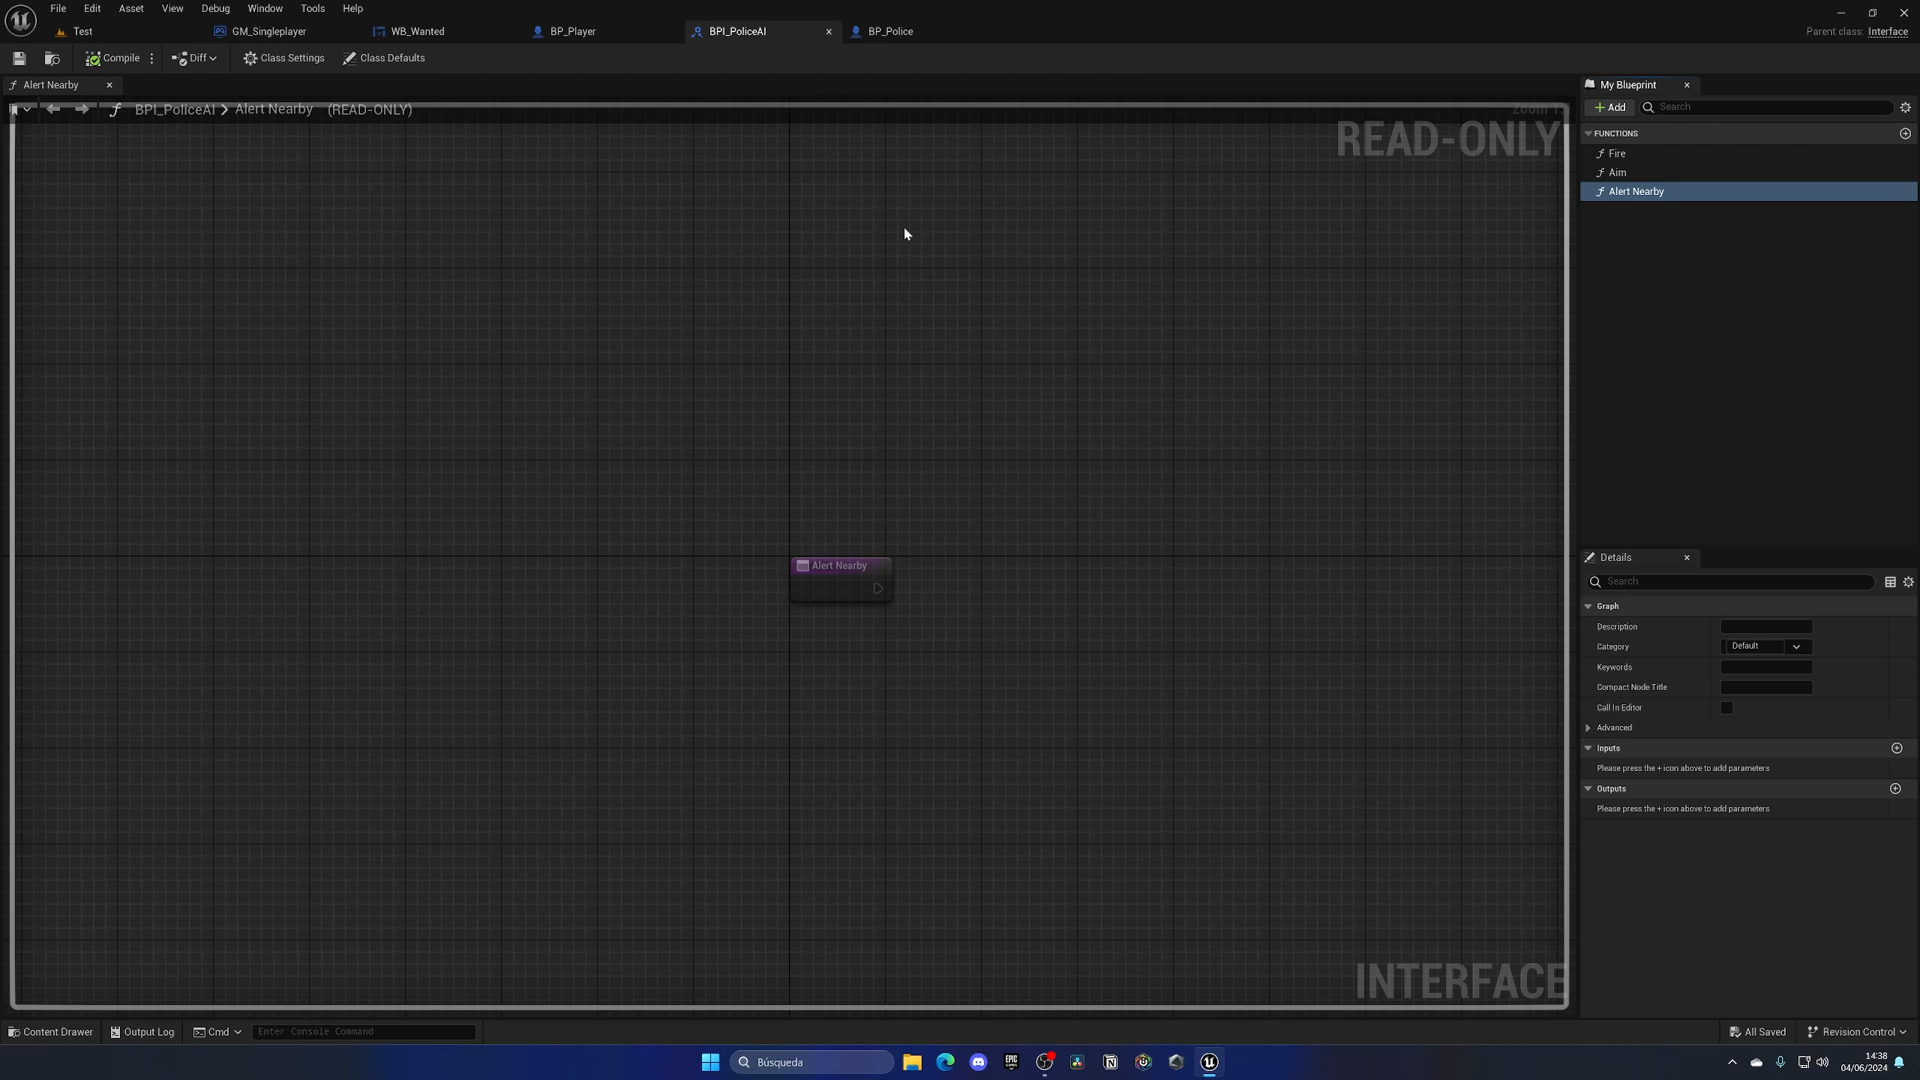 File Edit Asset View Debug Window Tools Help
Test GM_Singleplayer WB_Wanted BP_Player BPI_PoliceAI BP_Police
Parent class: Interface
Compile Diff Class Settings Class Defaults
Alert Nearby
My Blueprint
BPI_PoliceAI > Alert Nearby (READ-ONLY)
Add Search
READ-ONLY
FUNCTIONS
Fire
Aim
Alert Nearby
Details
Alert Nearby
Search
Graph
Description
Category Default
Keywords
Compact Node Title
Call In Editor
Advanced
Inputs
Please press the + icon above to add parameters
Outputs
Please press the + icon above to add parameters
INTERFACE
Content Drawer Output Log Cmd Enter Console Command All Saved Revision Control
Búsqueda
14:38
04/06/2024